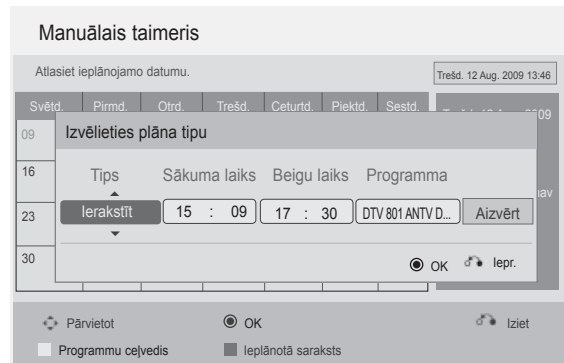 Manuālais taimeris
Atlasiet ieplānojamo datumu.
Trešd. 12 Aug. 2009 13:46
Svētd. Pirmd. Otrd. Trešd. Ceturtd. Piektd. Sestd.
09
09
Izvēlieties plāna tipu
16
Tips Sākuma laiks Beigu laiks Programma
nav
23
Ierakstīt 15 : 09 17 : 30 DTV 801 ANTV D... Aizvērt
30
OK Iepr.
Pārvietot OK Iziet
Programmu ceļvedis Ieplānotā saraksts